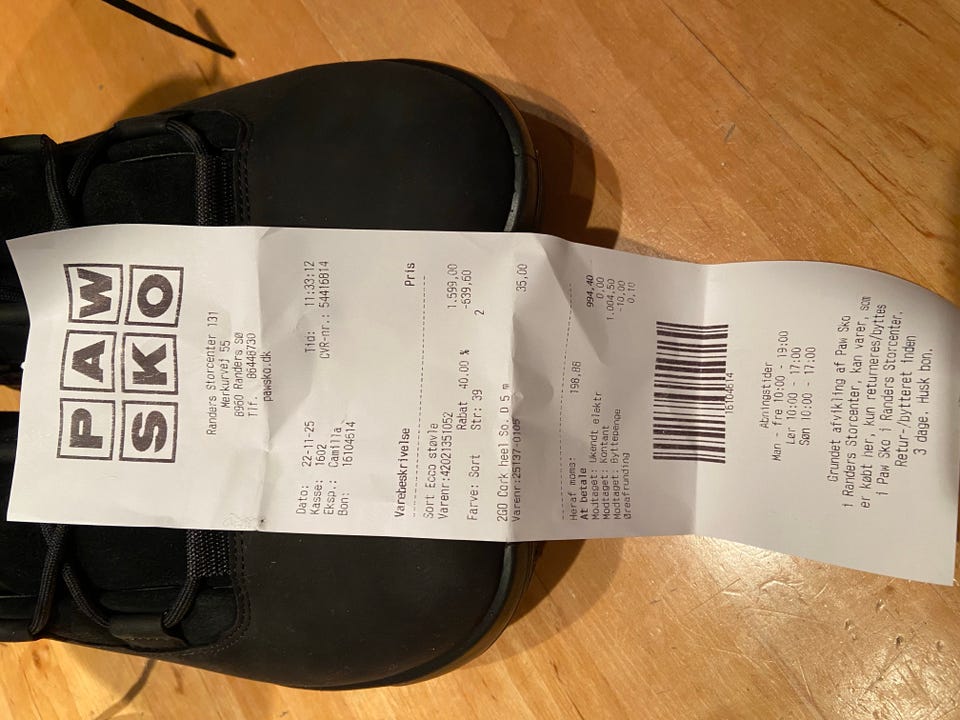 PAW
SKO
Randers Storcenter 131
Merkurvej 55
8960 Randers SØ
Tlf. 86448730
pawsko.dk
Dato: 22-11-25 Tid: 11:33:12
Kasse: 1602 CVR-nr.: 54416814
Eksp.: Camilla
Bon: 16104614
Varebeskrivelse Pris
Sort Ecco støvle 1.599,00
Varenr:42021351052 Rabat 40.00 % -639,60
Farve: Sort Str: 39 2
2GO Cork heel So. D 5 m 35,00
Heraf moms: 198,88
At betale 994,40
Modtaget: Ukendt elektr 0,00
Modtaget: Kontant 1.004,50
Modtaget: Byttepenge -10,00
Øreafrunding 0,10
16104614
Åbningstider
Man - fre 10:00 - 19:00
Lør 10:00 - 17:00
Søn 10:00 - 17:00
Grundet afvikling af Paw Sko
i Randers Storcenter, kan varer, som
er købt her, kun returneres/byttes
i Paw Sko i Randers Storcenter.
Retur-/bytteret inden
3 dage. Husk bon.